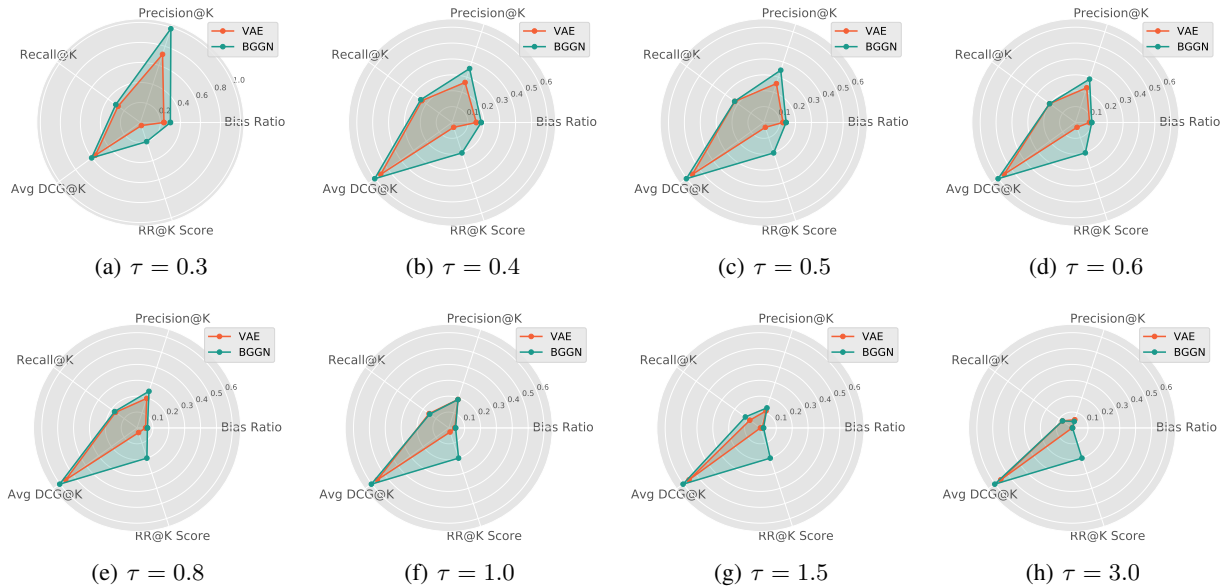 Precision@K
VAE
BGGN
Recall@K
1.0
0.8
0.6
0.4
0.2
Bias Ratio
Avg DCG@K
RR@K Score
(a) τ = 0.3
Precision@K
VAE
BGGN
Recall@K
0.6
0.5
0.4
0.3
0.2
0.1
Bias Ratio
Avg DCG@K
RR@K Score
(b) τ = 0.4
Precision@K
VAE
BGGN
Recall@K
0.6
0.5
0.4
0.3
0.2
0.1
Bias Ratio
Avg DCG@K
RR@K Score
(c) τ = 0.5
Precision@K
VAE
BGGN
Recall@K
0.6
0.5
0.4
0.3
0.2
0.1
Bias Ratio
Avg DCG@K
RR@K Score
(d) τ = 0.6
Precision@K
VAE
BGGN
Recall@K
0.6
0.5
0.4
0.3
0.2
0.1
Bias Ratio
Avg DCG@K
RR@K Score
(e) τ = 0.8
Precision@K
VAE
BGGN
Recall@K
0.6
0.5
0.4
0.3
0.2
0.1
Bias Ratio
Avg DCG@K
RR@K Score
(f) τ = 1.0
Precision@K
VAE
BGGN
Recall@K
0.6
0.5
0.4
0.3
0.2
0.1
Bias Ratio
Avg DCG@K
RR@K Score
(g) τ = 1.5
Precision@K
VAE
BGGN
Recall@K
0.6
0.5
0.4
0.3
0.2
0.1
Bias Ratio
Avg DCG@K
RR@K Score
(h) τ = 3.0